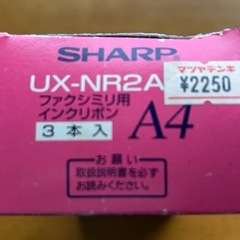 SHARP
マツヤデンキ
¥2250
UX-NR2A
ファクシミリ用
インクリボン
A4
3本入
お願い
取扱説明書を必ず
お読みください。